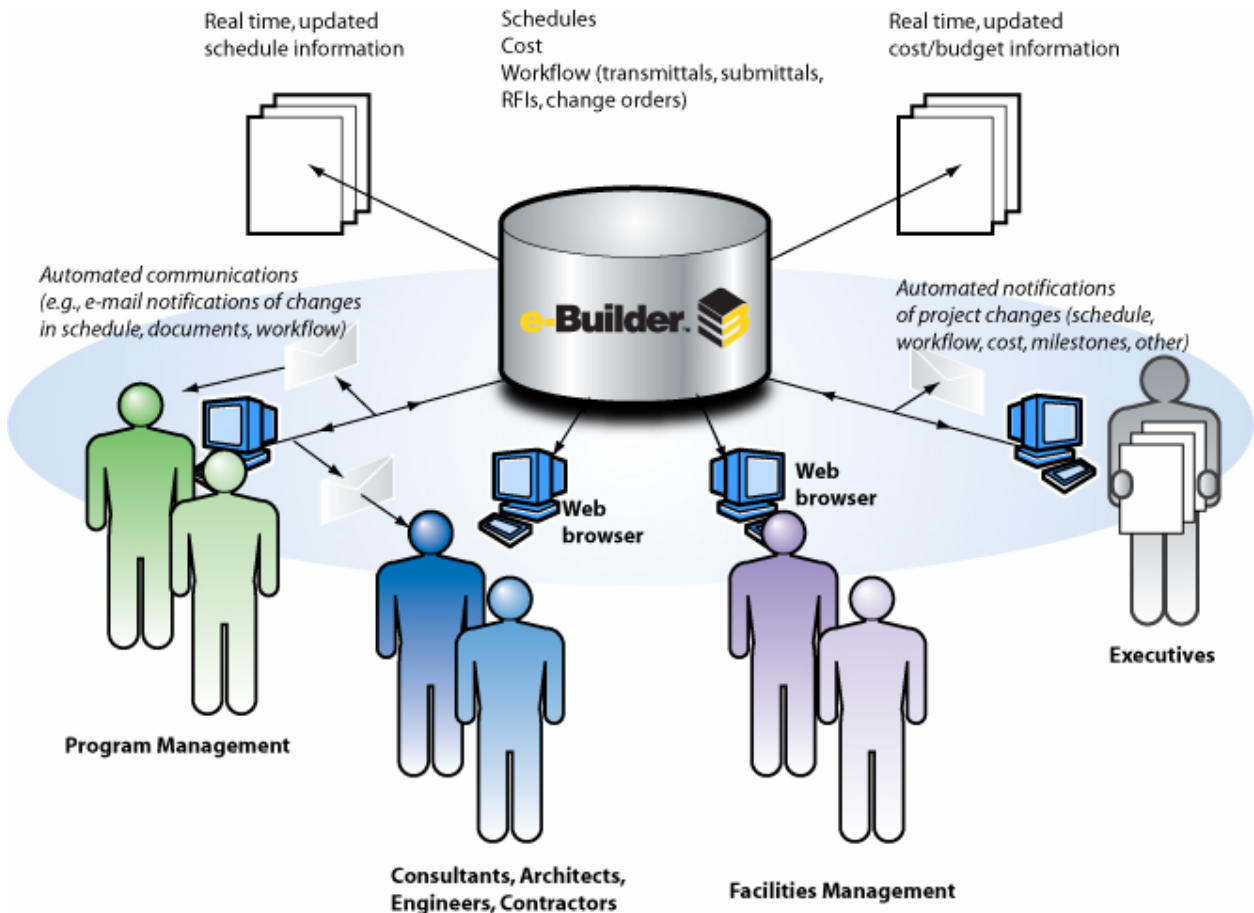 Real time, updated
schedule information
Schedules
Cost
Workflow (transmittals, submittals,
RFIs, change orders)
Real time, updated
cost/budget information
Automated communications
(e.g., e-mail notifications of changes
in schedule, documents, workflow)
e-Builder™
Automated notifications
of project changes (schedule,
workflow, cost, milestones, other)
Web
browser
Web
browser
Executives
Program Management
Consultants, Architects,
Engineers, Contractors
Facilities Management